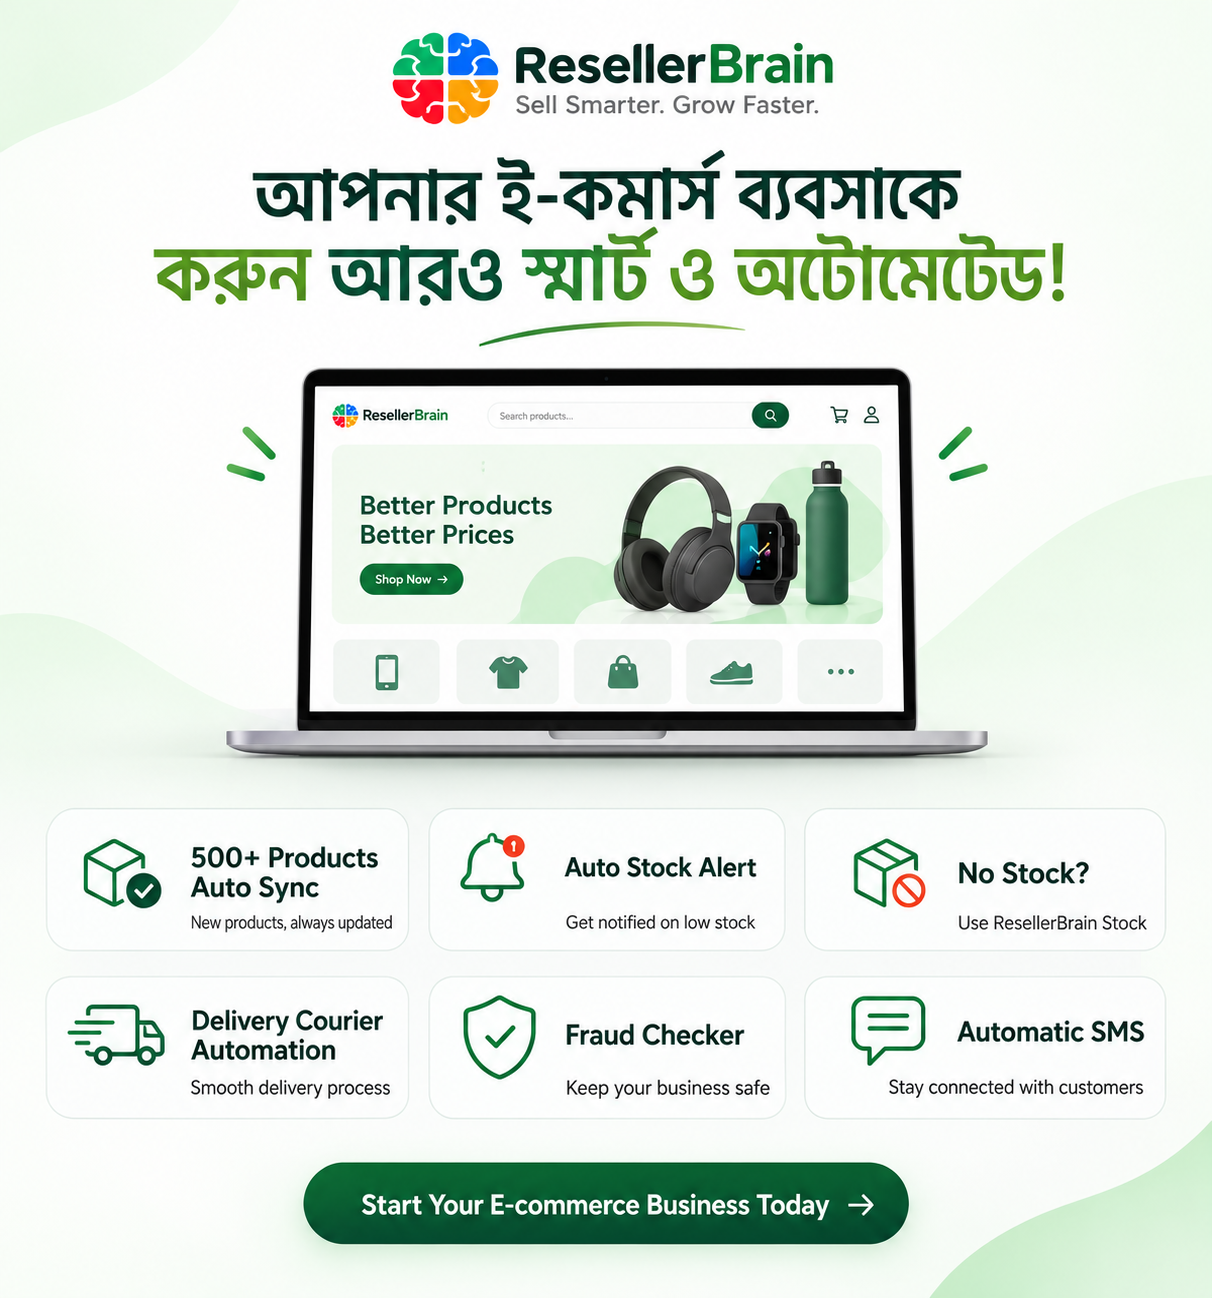 ResellerBrain
Sell Smarter. Grow Faster.
আপনার ই-কমার্স ব্যবসাকে
করুন আরও স্মার্ট ও অটোমেটেড!
ResellerBrain
Search products...
Better Products
Better Prices
Shop Now →
500+ Products
Auto Sync
New products, always updated
Auto Stock Alert
Get notified on low stock
No Stock?
Use ResellerBrain Stock
Delivery Courier
Automation
Smooth delivery process
Fraud Checker
Keep your business safe
Automatic SMS
Stay connected with customers
Start Your E-commerce Business Today →